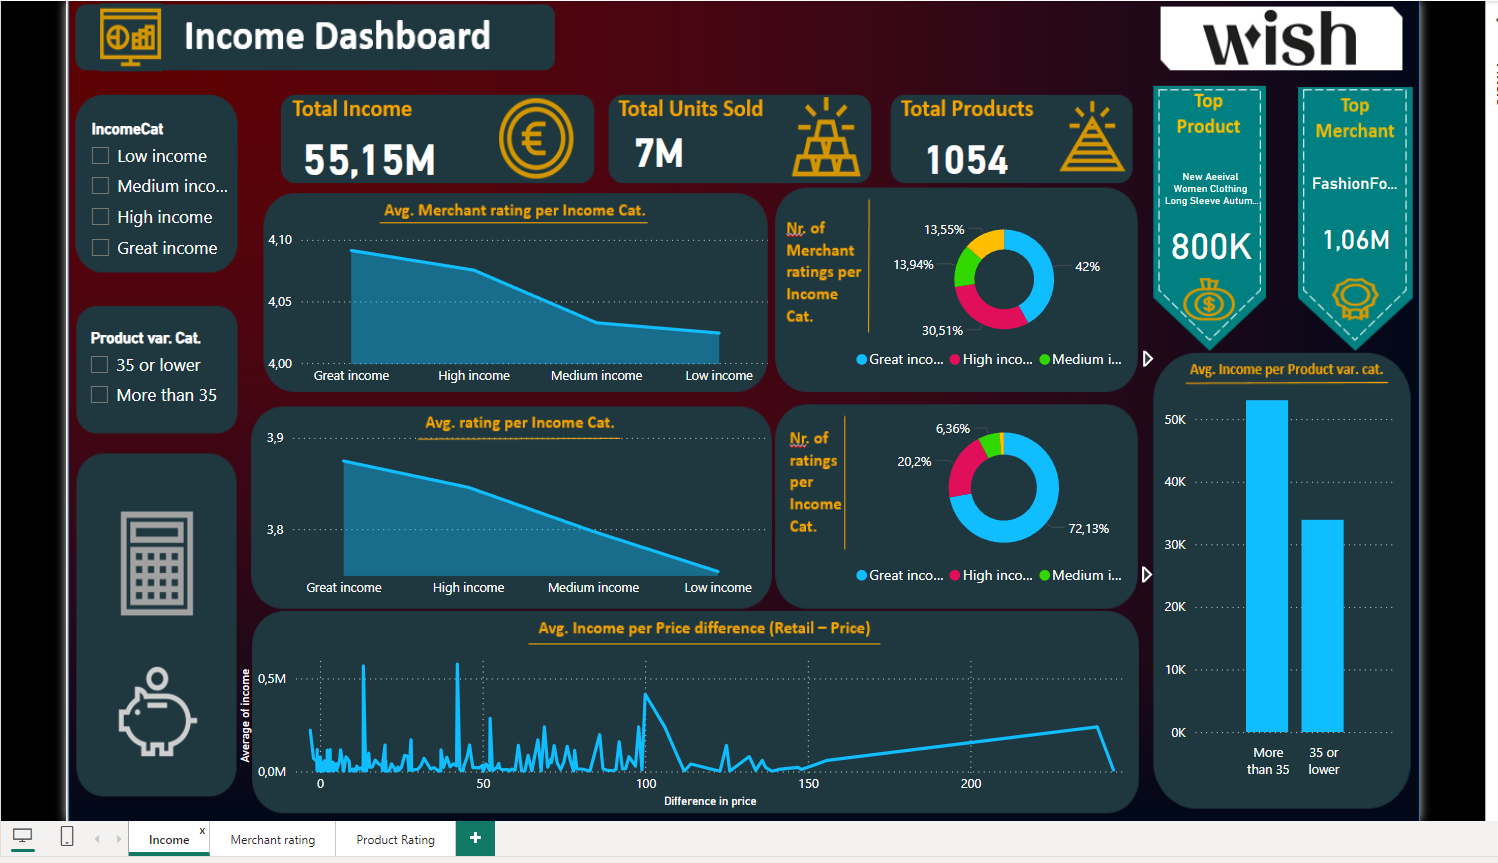 Income Dashboard
wish
IncomeCat
Low income
Medium inco...
High income
Great income
Product var. Cat.
35 or lower
More than 35
Total Income
55,15M
Total Units Sold
7M
Total Products
1054
Top
Product
New Aeeival
Women Clothing
Long Sleeve Autum...
800K
Top
Merchant
FashionFo...
1,06M
Avg. Merchant rating per Income Cat.
4,10
4,05
4,00
Great income
High income
Medium income
Low income
Nr. of
Merchant
ratings per
Income
Cat.
13,55%
13,94%
42%
30,51%
Great inco...
High inco...
Medium i...
Avg. rating per Income Cat.
3,9
3,8
Great income
High income
Medium income
Low income
Nr. of
ratings
per
Income
Cat.
6,36%
20,2%
72,13%
Great inco...
High inco...
Medium i...
Avg. Income per Product var. cat.
50K
40K
30K
20K
10K
0K
More
than 35
35 or
lower
Avg. Income per Price difference (Retail – Price)
Average of income
0,5M
0,0M
0
50
100
150
200
Difference in price
Income
x
Merchant rating
Product Rating
+